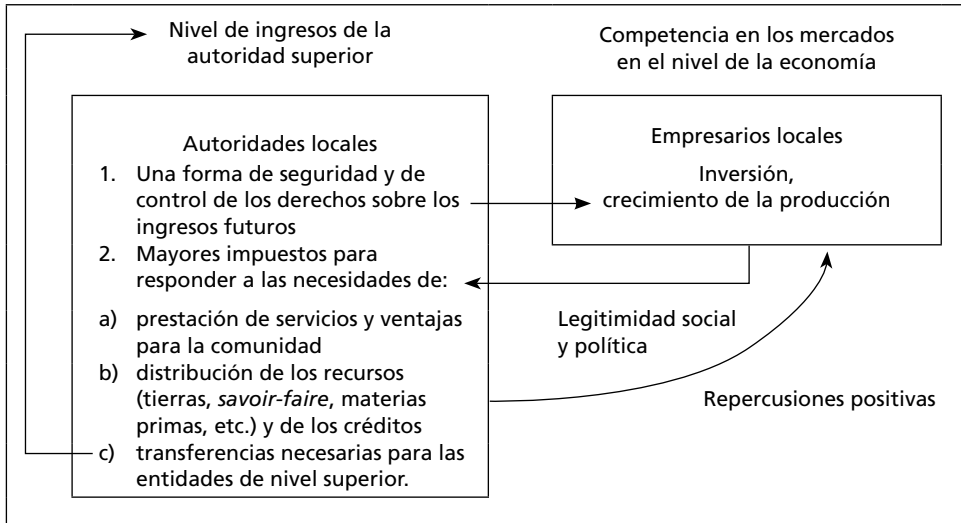 Nivel de ingresos de la
autoridad superior
Competencia en los mercados
en el nivel de la economía
Autoridades locales
1. Una forma de seguridad y de
control de los derechos sobre los
ingresos futuros
2. Mayores impuestos para
responder a las necesidades de:
a) prestación de servicios y ventajas
para la comunidad
b) distribución de los recursos
(tierras, savoir-faire, materias
primas, etc.) y de los créditos
c) transferencias necesarias para las
entidades de nivel superior.
Empresarios locales
Inversión,
crecimiento de la producción
Legitimidad social
y política
Repercusiones positivas